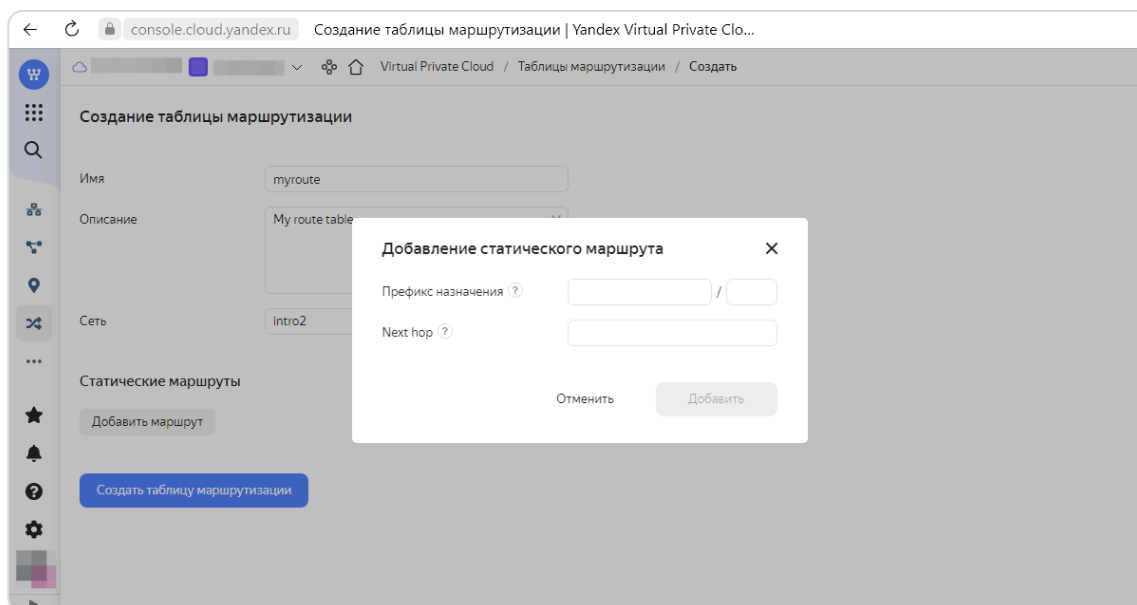 console.cloud.yandex.ru Создание таблицы маршрутизации | Yandex Virtual Private Clo...
Virtual Private Cloud / Таблицы маршрутизации / Создать
Создание таблицы маршрутизации
Имя
myroute
Описание
My route table
Сеть
intro2
Статические маршруты
Добавить маршрут
Создать таблицу маршрутизации
Добавление статического маршрута
Префикс назначения ? /
Next hop ?
Отменить
Добавить